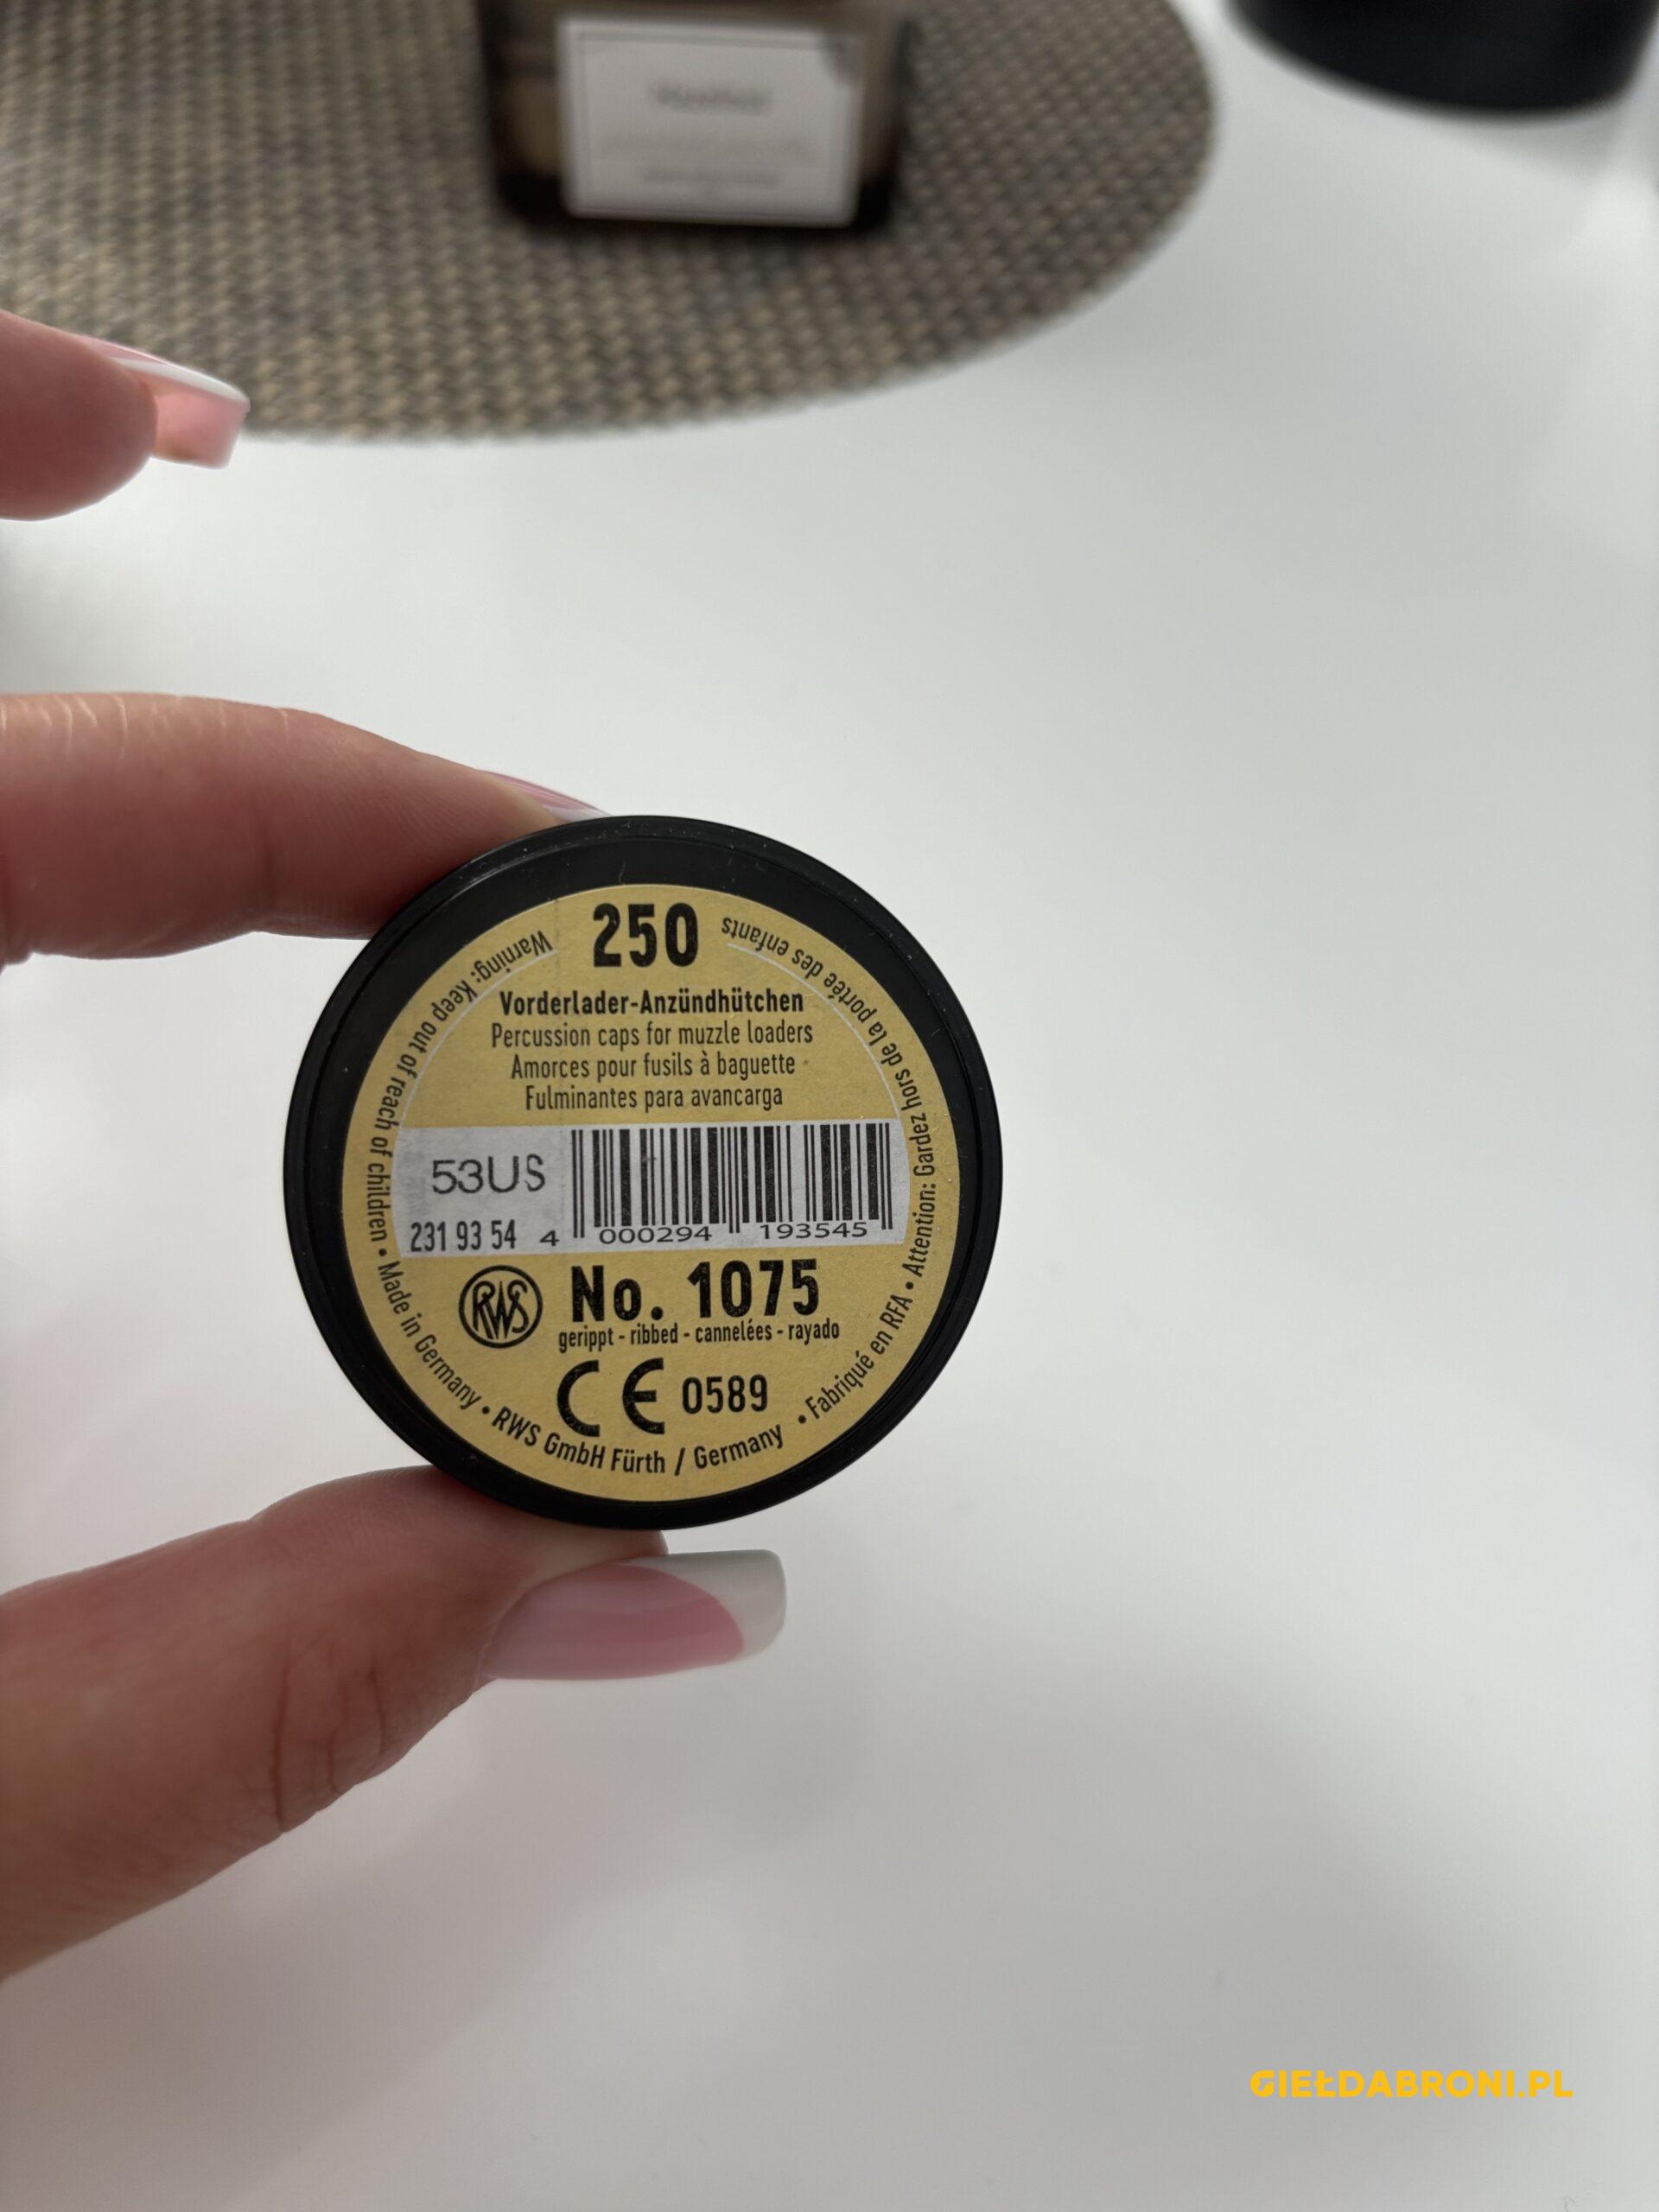 250
Vorderlader-Anzündhütchen
Percussion caps for muzzle loaders
Amorces pour fusils à baguette
Fulminantes para avancarga
53US
231 93 54
4 000294 193545
RWS
No. 1075
gerippt - ribbed - cannelées - rayado
CE 0589
Warning: Keep out of reach of children • Made in Germany • RWS GmbH Fürth / Germany • Fabriqué en RFA • Attention: Gardez hors de la portée des enfants
GIEŁDABRONI.PL